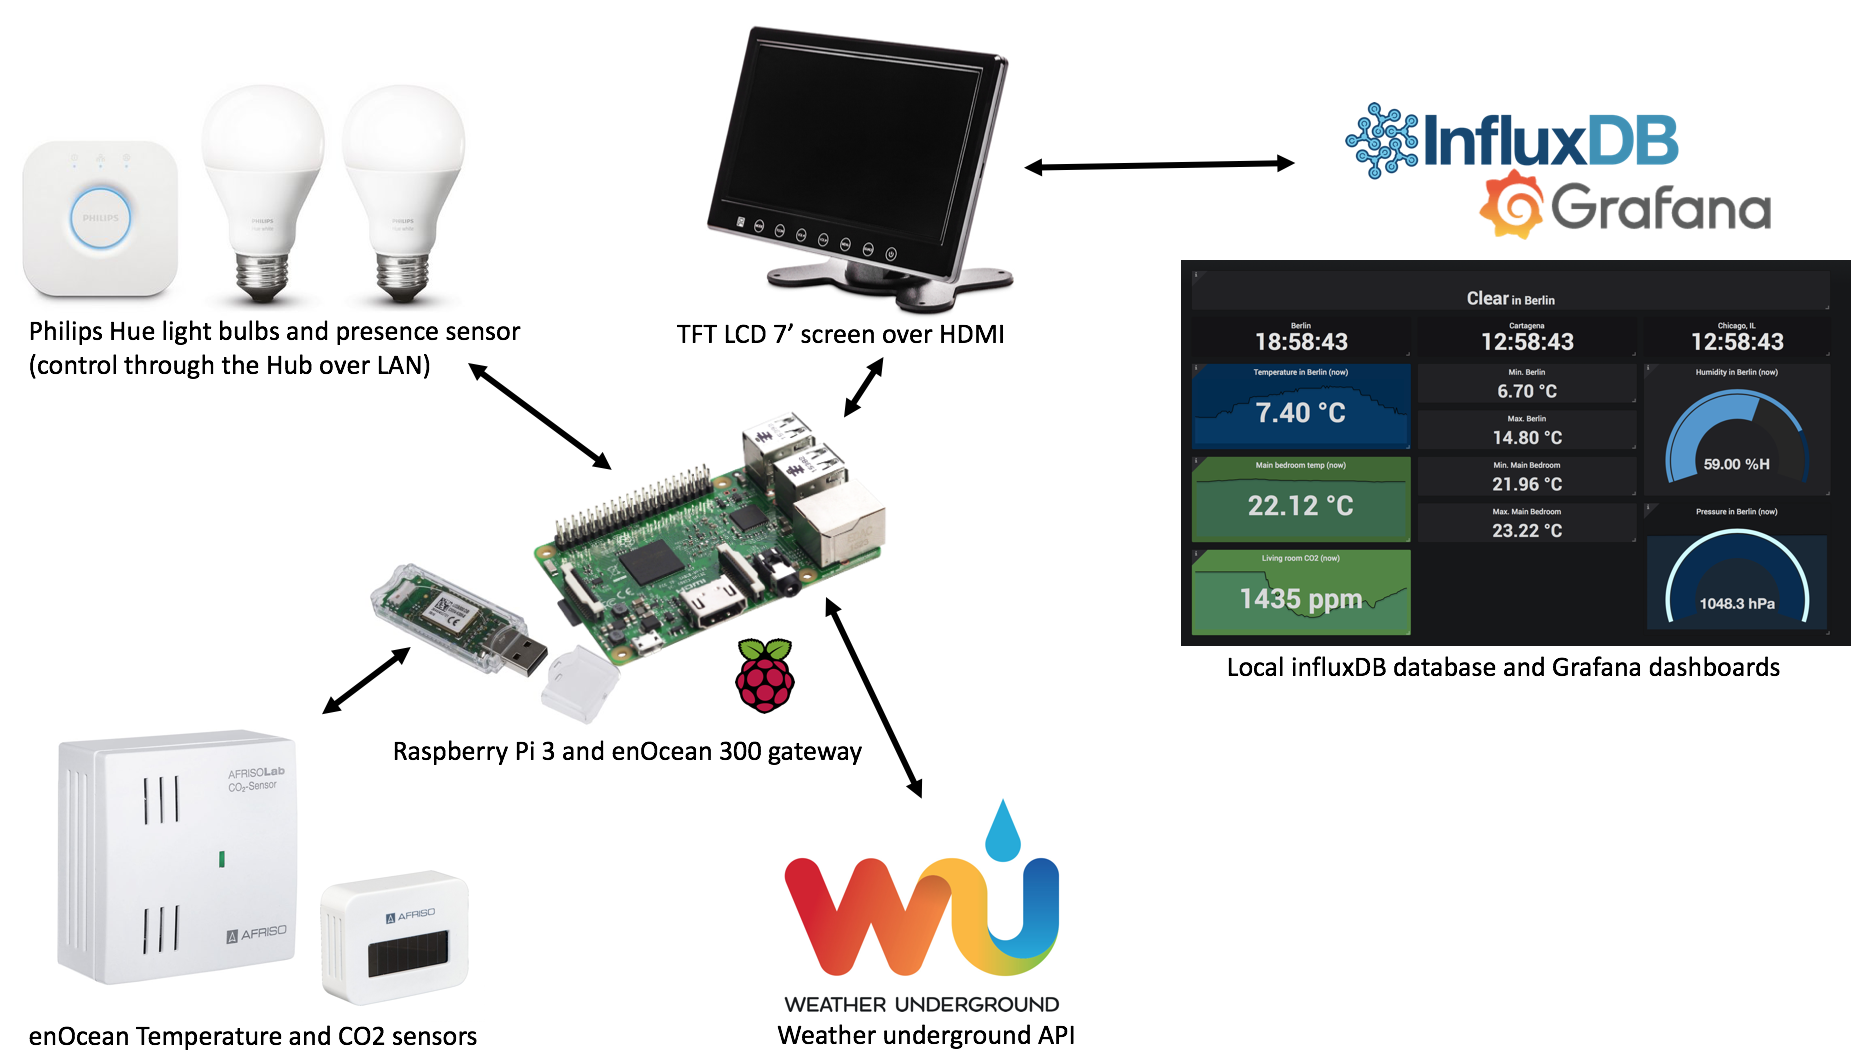 InfluxDB
Grafana
PHILIPS
PHILIPS
PHILIPS
Philips Hue light bulbs and presence sensor
(control through the Hub over LAN)
TFT LCD 7’ screen over HDMI
Clear in Berlin
Berlin
18:58:43
Cartagena
12:58:43
Chicago, IL
12:58:43
Temperature in Berlin (now)
7.40 °C
Min. Berlin
6.70 °C
Max. Berlin
14.80 °C
Humidity in Berlin (now)
59.00 %H
Main bedroom temp (now)
22.12 °C
Min. Main Bedroom
21.96 °C
Max. Main Bedroom
23.22 °C
Pressure in Berlin (now)
1048.3 hPa
Living room CO2 (now)
1435 ppm
Local influxDB database and Grafana dashboards
Raspberry Pi 3 and enOcean 300 gateway
AFRISOLab
CO₂-Sensor
AFRISO
AFRISO
enOcean Temperature and CO2 sensors
WU
WEATHER UNDERGROUND
Weather underground API